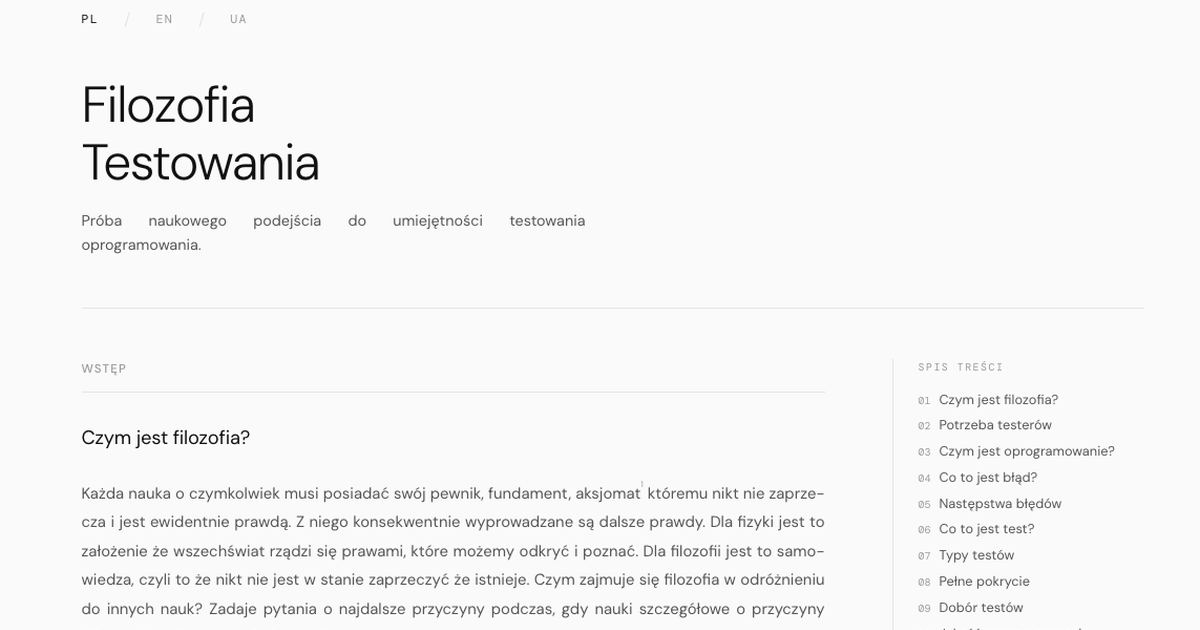 PL / EN / UA
Filozofia
Testowania
Próba naukowego podejścia do umiejętności testowania
oprogramowania.
WSTĘP
Czym jest filozofia?
Każda nauka o czymkolwiek musi posiadać swój pewnik, fundament, aksjomat¹ któremu nikt nie zaprze-
cza i jest ewidentnie prawdą. Z niego konsekwentnie wyprowadzane są dalsze prawdy. Dla fizyki jest to
założenie że wszechświat rządzi się prawami, które możemy odkryć i poznać. Dla filozofii jest to samo-
wiedza, czyli to że nikt nie jest w stanie zaprzeczyć że istnieje. Czym zajmuje się filozofia w odróżnieniu
do innych nauk? Zadaje pytania o najdalsze przyczyny podczas, gdy nauki szczegółowe o przyczyny
SPIS TREŚCI
01 Czym jest filozofia?
02 Potrzeba testerów
03 Czym jest oprogramowanie?
04 Co to jest błąd?
05 Następstwa błędów
06 Co to jest test?
07 Typy testów
08 Pełne pokrycie
09 Dobór testów